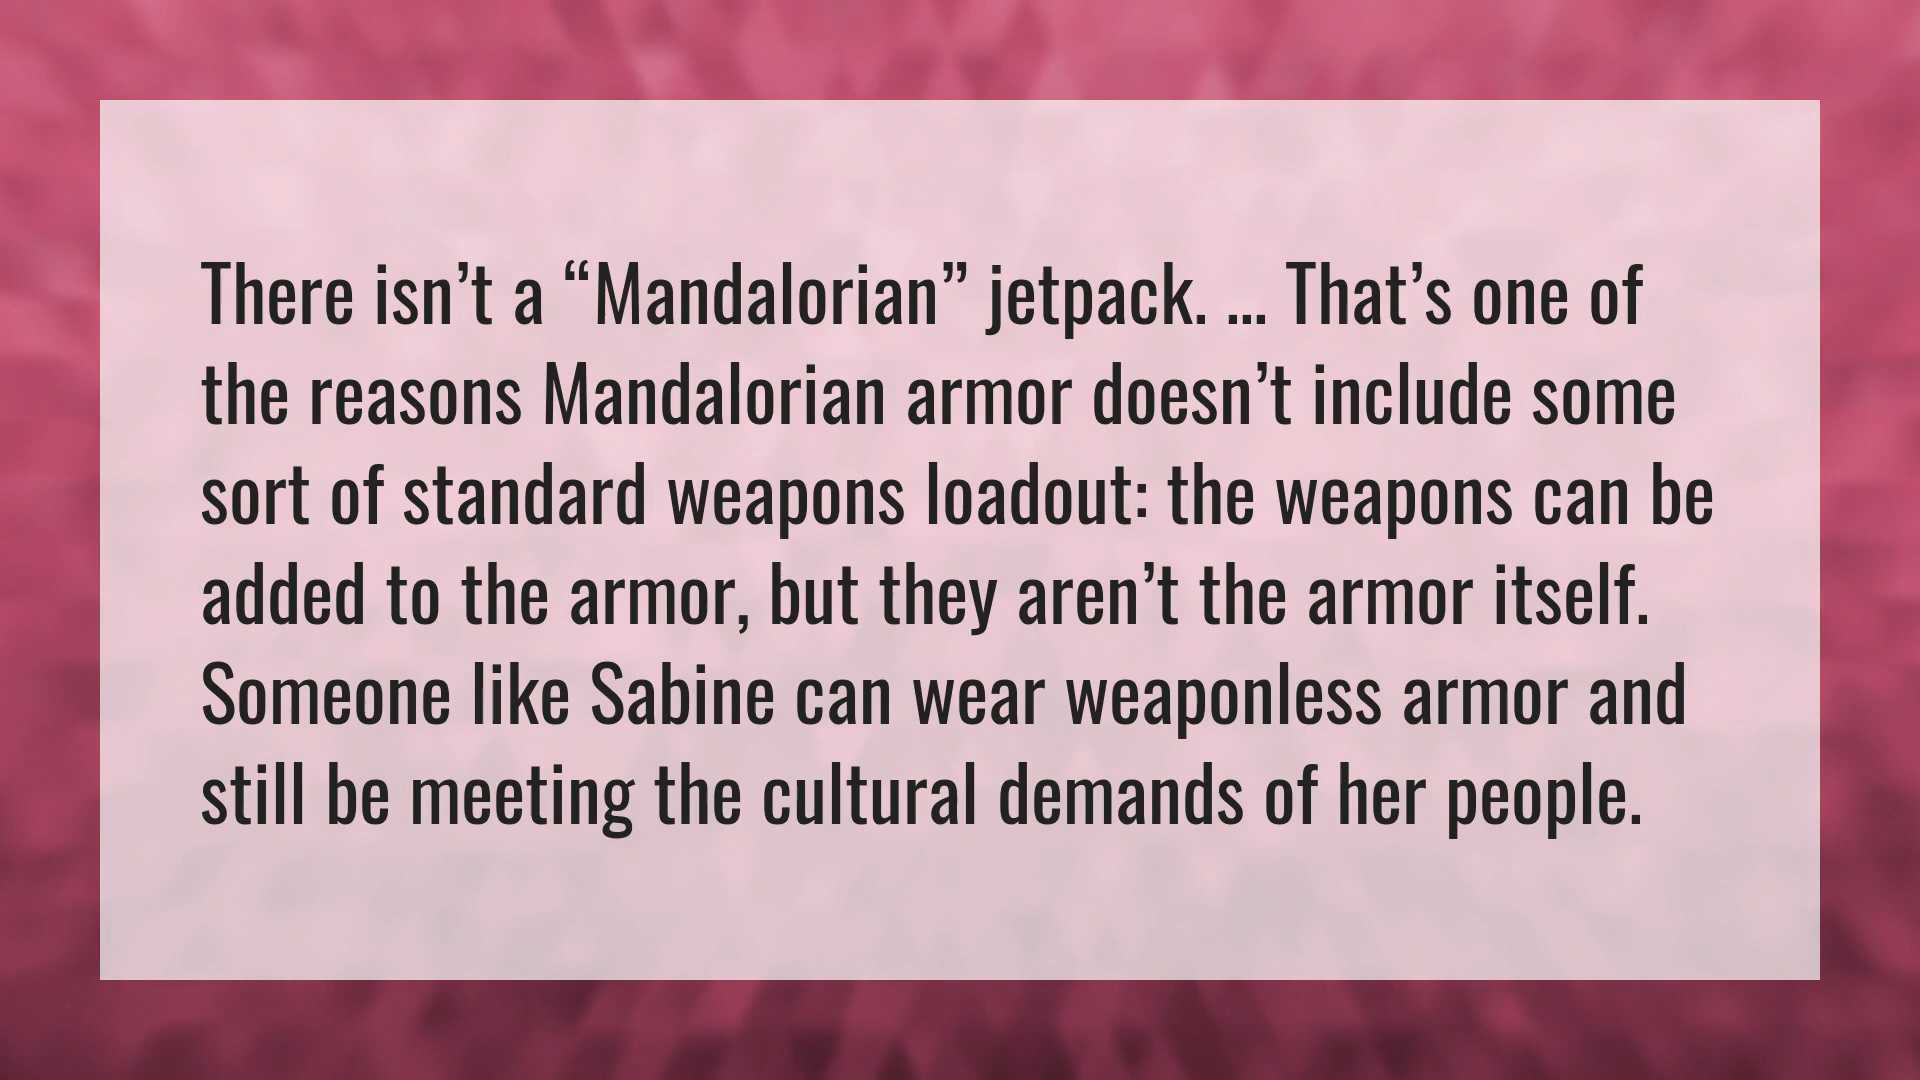 There isn’t a “Mandalorian” jetpack. ... That’s one of
the reasons Mandalorian armor doesn’t include some
sort of standard weapons loadout: the weapons can be
added to the armor, but they aren’t the armor itself.
Someone like Sabine can wear weaponless armor and
still be meeting the cultural demands of her people.